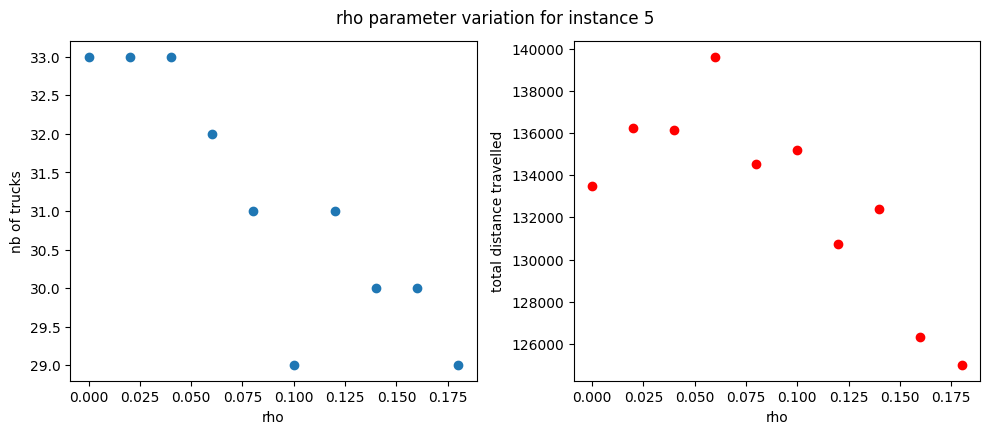 rho parameter variation for instance 5
nb of trucks
33.0
32.5
32.0
31.5
31.0
30.5
30.0
29.5
29.0
0.000 0.025 0.050 0.075 0.100 0.125 0.150 0.175
rho
total distance travelled
140000
138000
136000
134000
132000
130000
128000
126000
0.000 0.025 0.050 0.075 0.100 0.125 0.150 0.175
rho